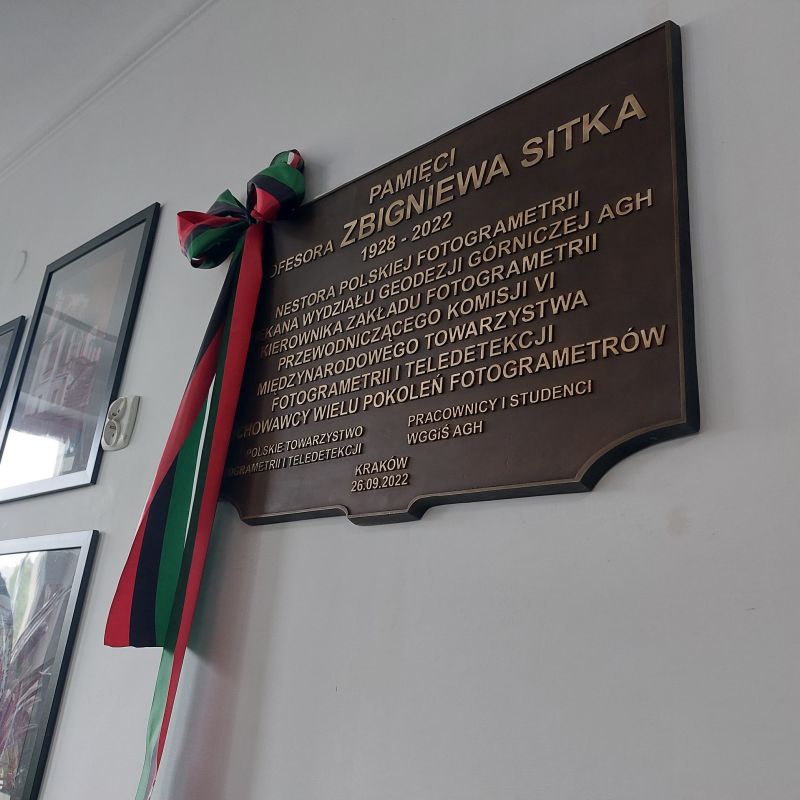 PAMIĘCI
OFESORA ZBIGNIEWA SITKA
1928 - 2022
NESTORA POLSKIEJ FOTOGRAMETRII
EKANA WYDZIAŁU GEODEZJI GÓRNICZEJ AGH
KIEROWNIKA ZAKŁADU FOTOGRAMETRII
PRZEWODNICZĄCEGO KOMISJI VI
MIĘDZYNARODOWEGO TOWARZYSTWA
FOTOGRAMETRII I TELEDETEKCJI
CHOWAWCY WIELU POKOLEŃ FOTOGRAMETRÓW
POLSKIE TOWARZYSTWO
OGRAMETRII I TELEDETEKCJI
PRACOWNICY I STUDENCI
WGGIŚ AGH
KRAKÓW
26.09.2022